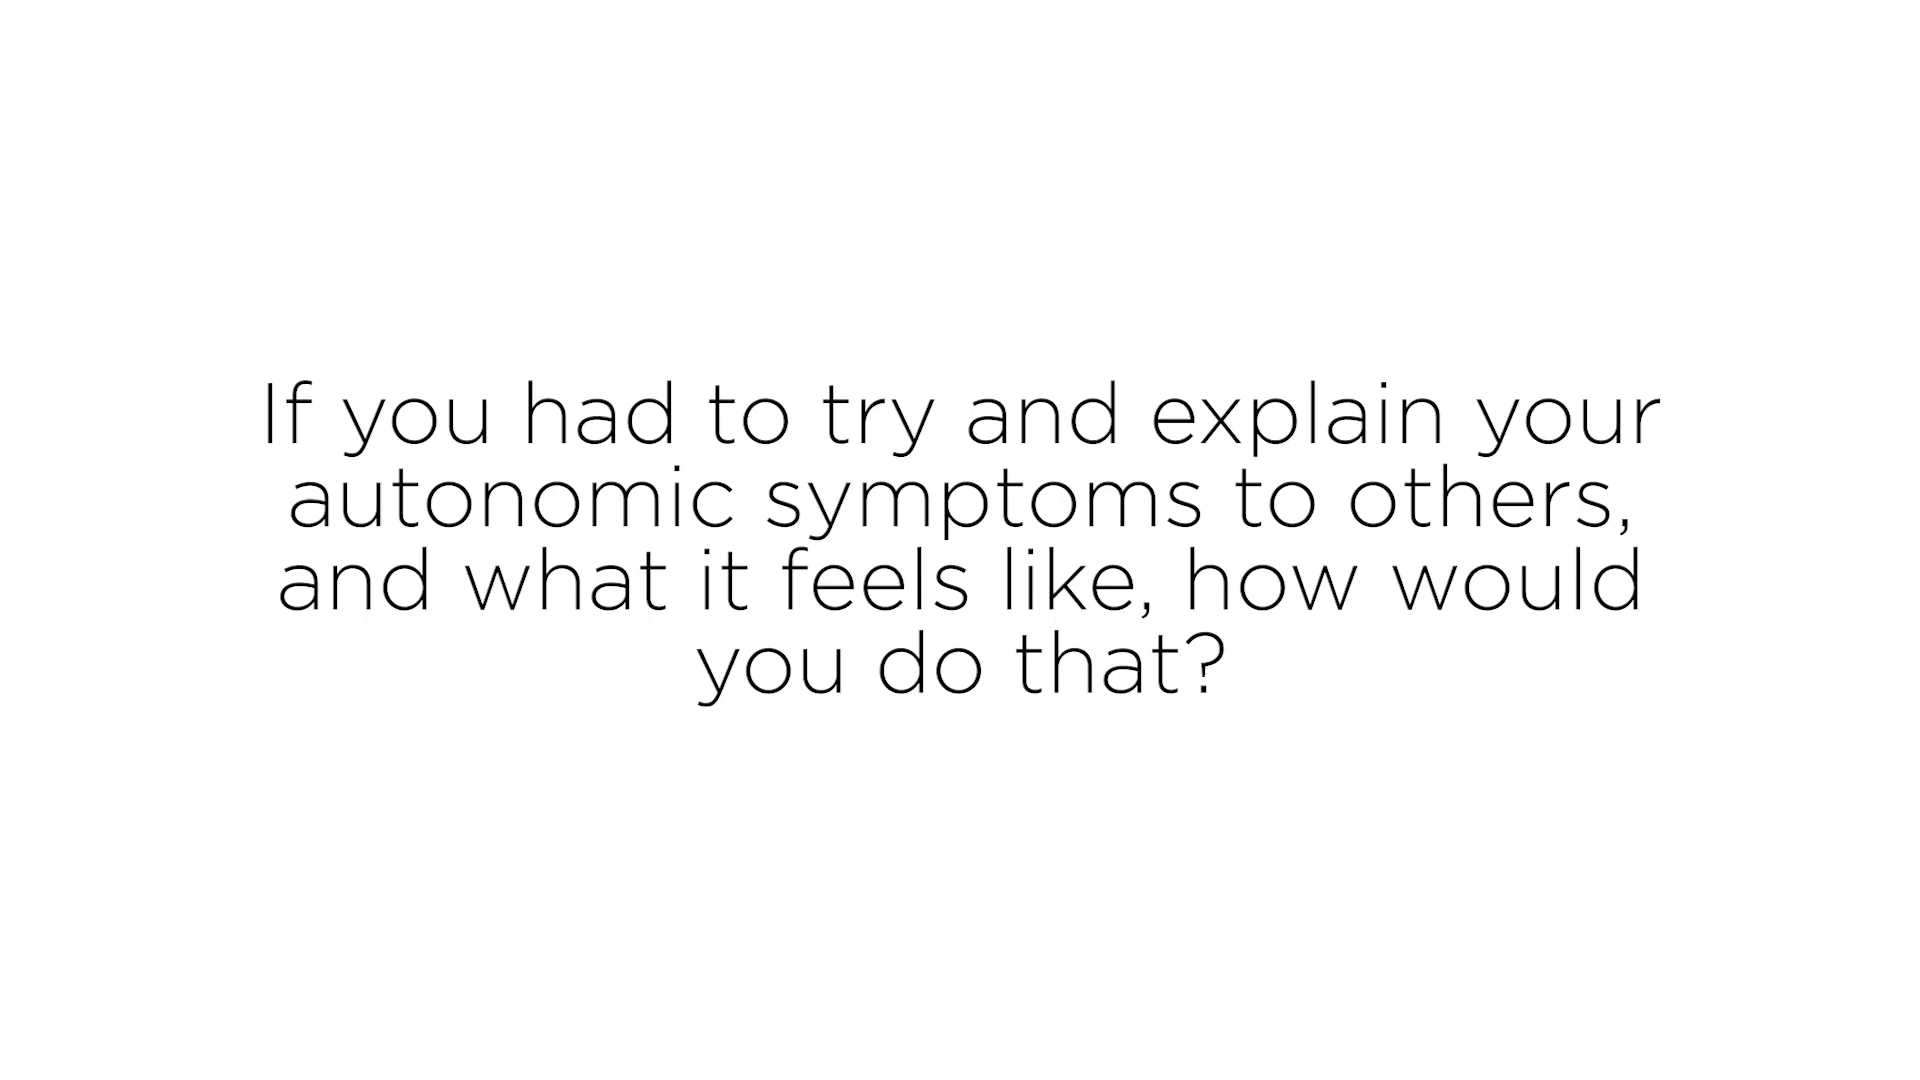 If you had to try and explain your
autonomic symptoms to others,
and what it feels like, how would
you do that?